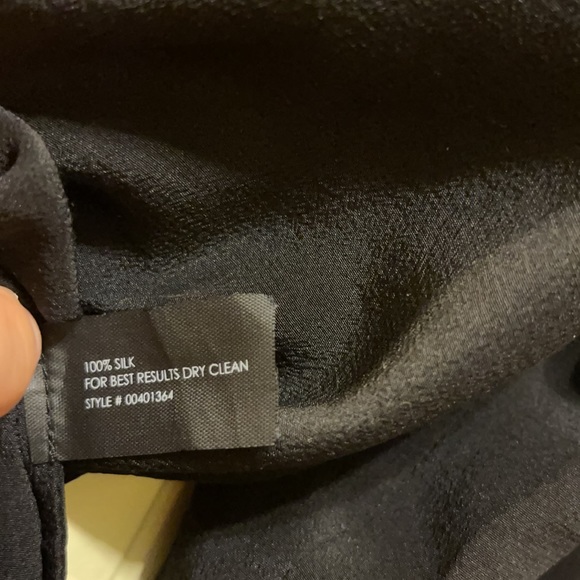 100% SILK
FOR BEST RESULTS DRY CLEAN
STYLE # 00401364